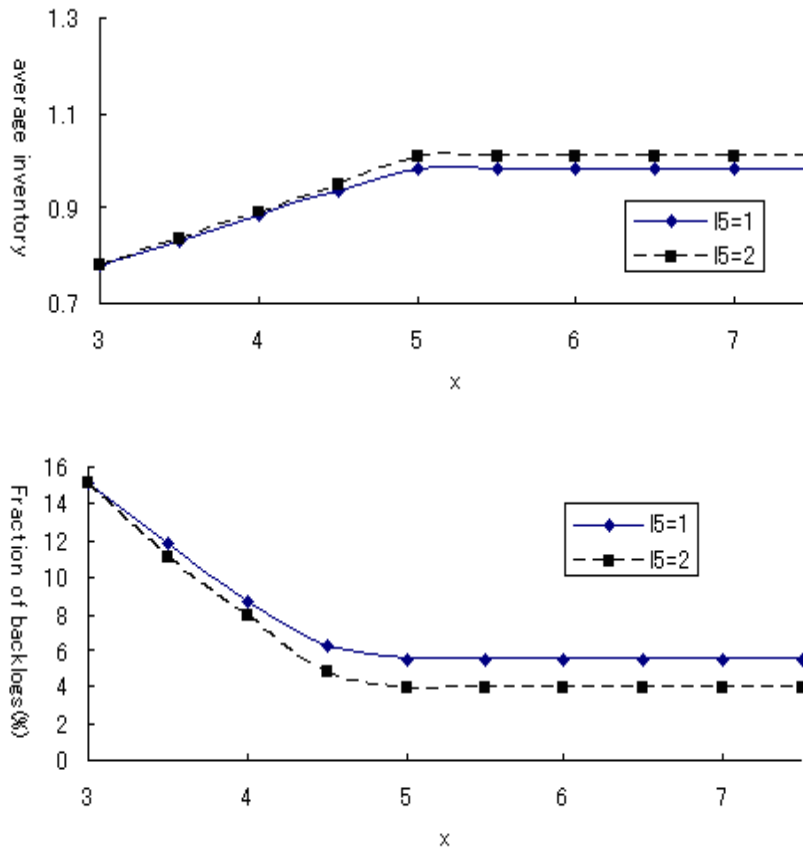 1.3
1.1
0.9
0.7
average inventory
3 4 5 6 7
x
I5=1
I5=2
16
14
12
10
8
6
4
2
0
Fraction of backlogs(%)
3 4 5 6 7
x
I5=1
I5=2